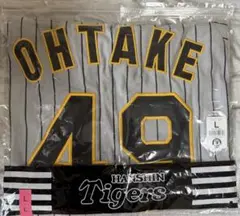 OHTAKE
L
49
HANSHIN
Tigers
L